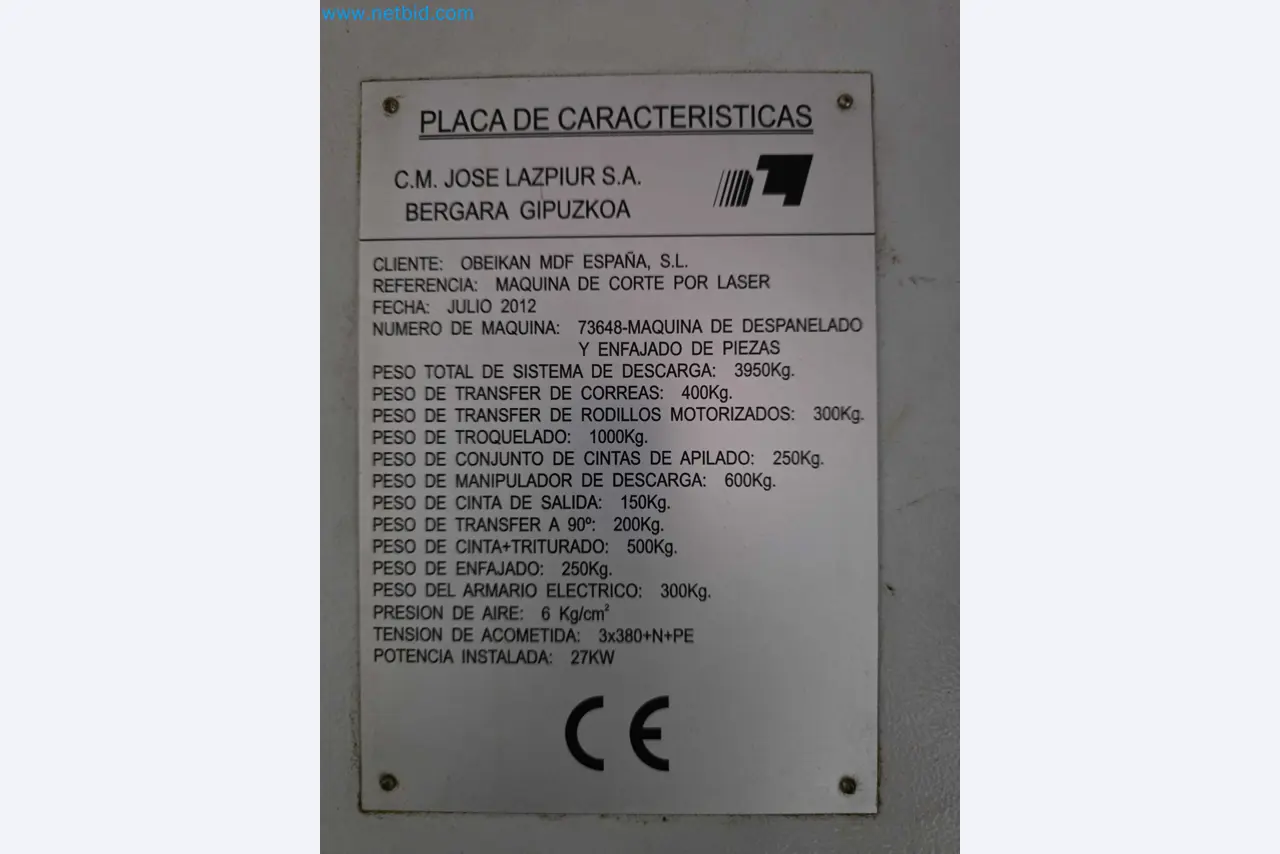 www.netbid.com
PLACA DE CARACTERISTICAS
C.M. JOSE LAZPIUR S.A.
BERGARA GIPUZKOA
CLIENTE: OBEIKAN MDF ESPAÑA, S.L.
REFERENCIA: MAQUINA DE CORTE POR LASER
FECHA: JULIO 2012
NUMERO DE MAQUINA: 73648-MAQUINA DE DESPANELADO
Y ENFAJADO DE PIEZAS
PESO TOTAL DE SISTEMA DE DESCARGA: 3950Kg.
PESO DE TRANSFER DE CORREAS: 400Kg.
PESO DE TRANSFER DE RODILLOS MOTORIZADOS: 300Kg.
PESO DE TROQUELADO: 1000Kg.
PESO DE CONJUNTO DE CINTAS DE APILADO: 250Kg.
PESO DE MANIPULADOR DE DESCARGA: 600Kg.
PESO DE CINTA DE SALIDA: 150Kg.
PESO DE TRANSFER A 90º: 200Kg.
PESO DE CINTA+TRITURADO: 500Kg.
PESO DE ENFAJADO: 250Kg.
PESO DEL ARMARIO ELECTRICO: 300Kg.
PRESION DE AIRE: 6 Kg/cm²
TENSION DE ACOMETIDA: 3x380+N+PE
POTENCIA INSTALADA: 27KW
CE